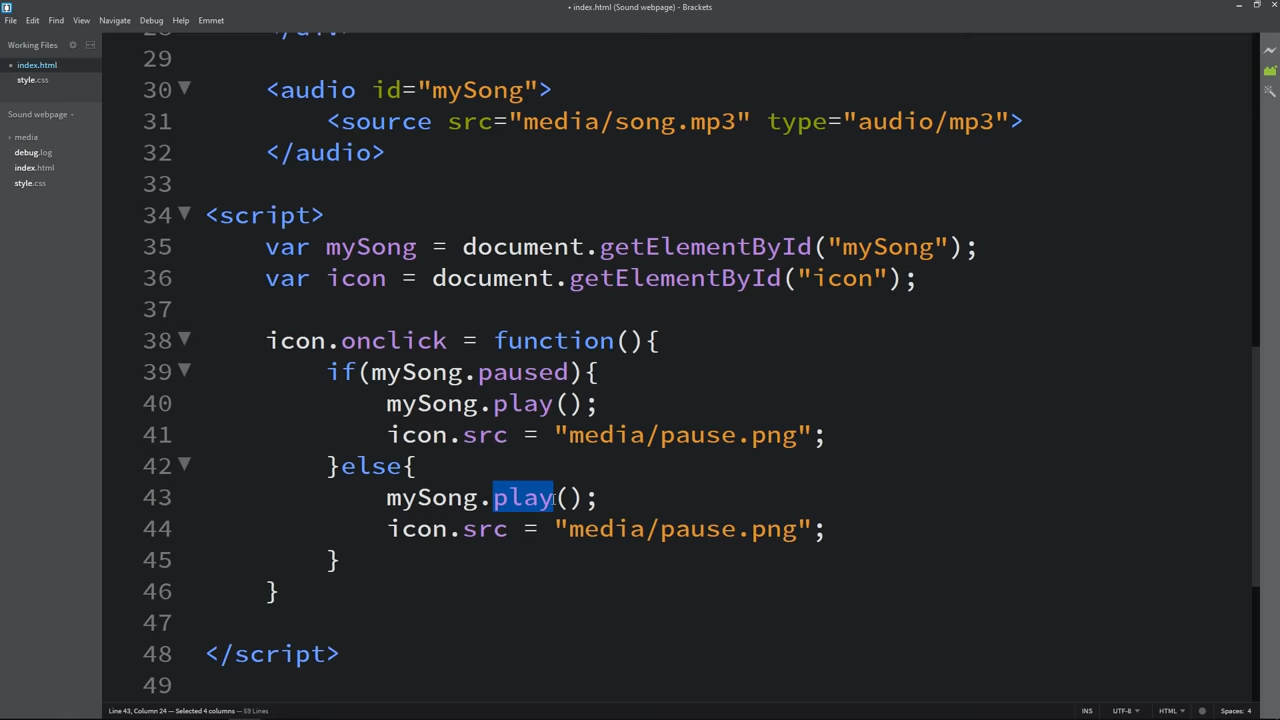 • index.html (Sound webpage) - Brackets
File Edit Find View Navigate Debug Help Emmet
Working Files
• index.html
style.css
Sound webpage
media
debug.log
index.html
style.css
28 </div>
29
30 <audio id="mySong">
31 <source src="media/song.mp3" type="audio/mp3">
32 </audio>
33
34 <script>
35 var mySong = document.getElementById("mySong");
36 var icon = document.getElementById("icon");
37
38 icon.onclick = function(){
39 if(mySong.paused){
40 mySong.play();
41 icon.src = "media/pause.png";
42 }else{
43 mySong.play();
44 icon.src = "media/pause.png";
45 }
46 }
47
48 </script>
49
Line 43, Column 24 — Selected 4 columns — 59 Lines INS UTF-8 HTML Spaces: 4